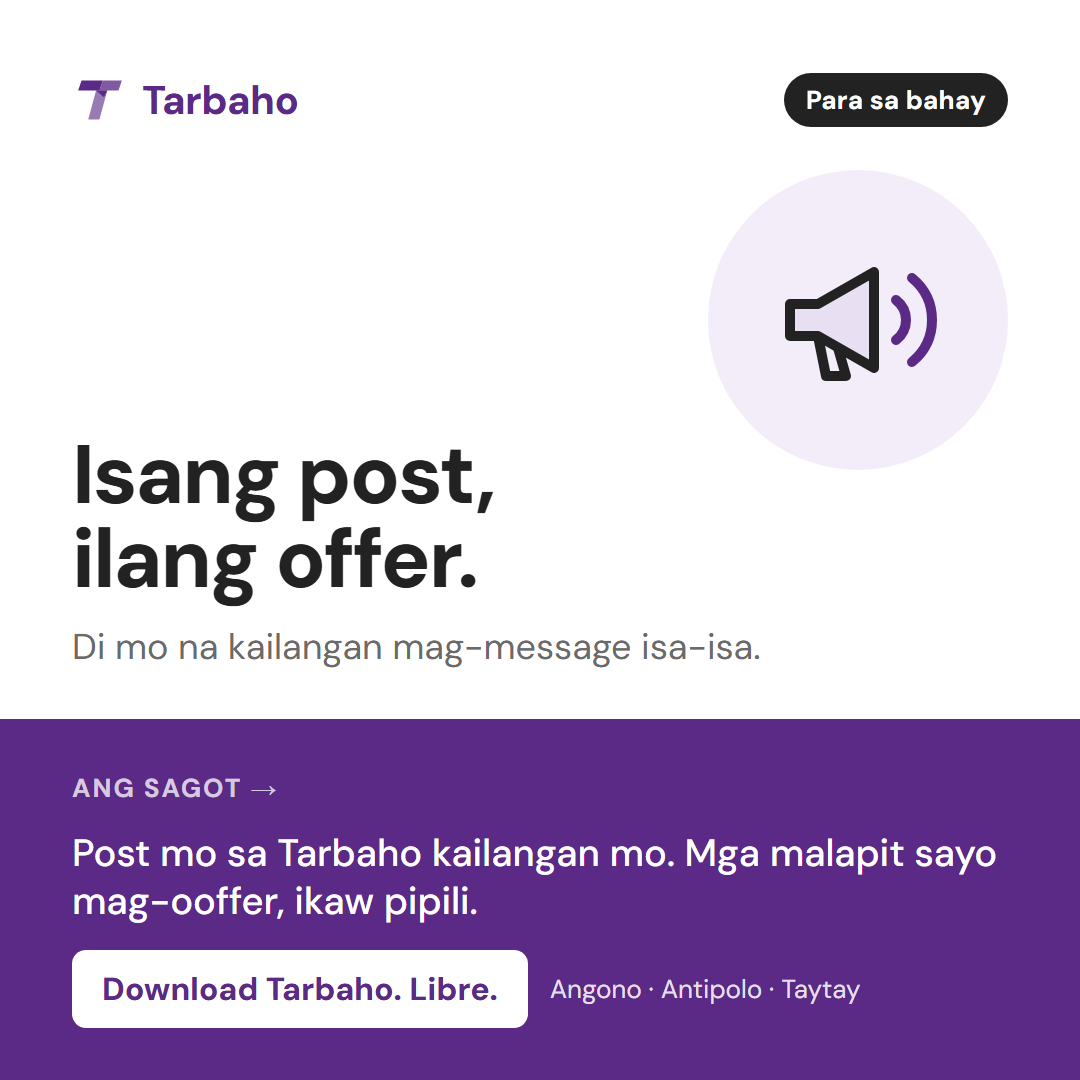 Tarbaho
Para sa bahay
Isang post,
ilang offer.
Di mo na kailangan mag-message isa-isa.
ANG SAGOT →
Post mo sa Tarbaho kailangan mo. Mga malapit sayo
mag-ooffer, ikaw pipili.
Download Tarbaho. Libre.
Angono · Antipolo · Taytay